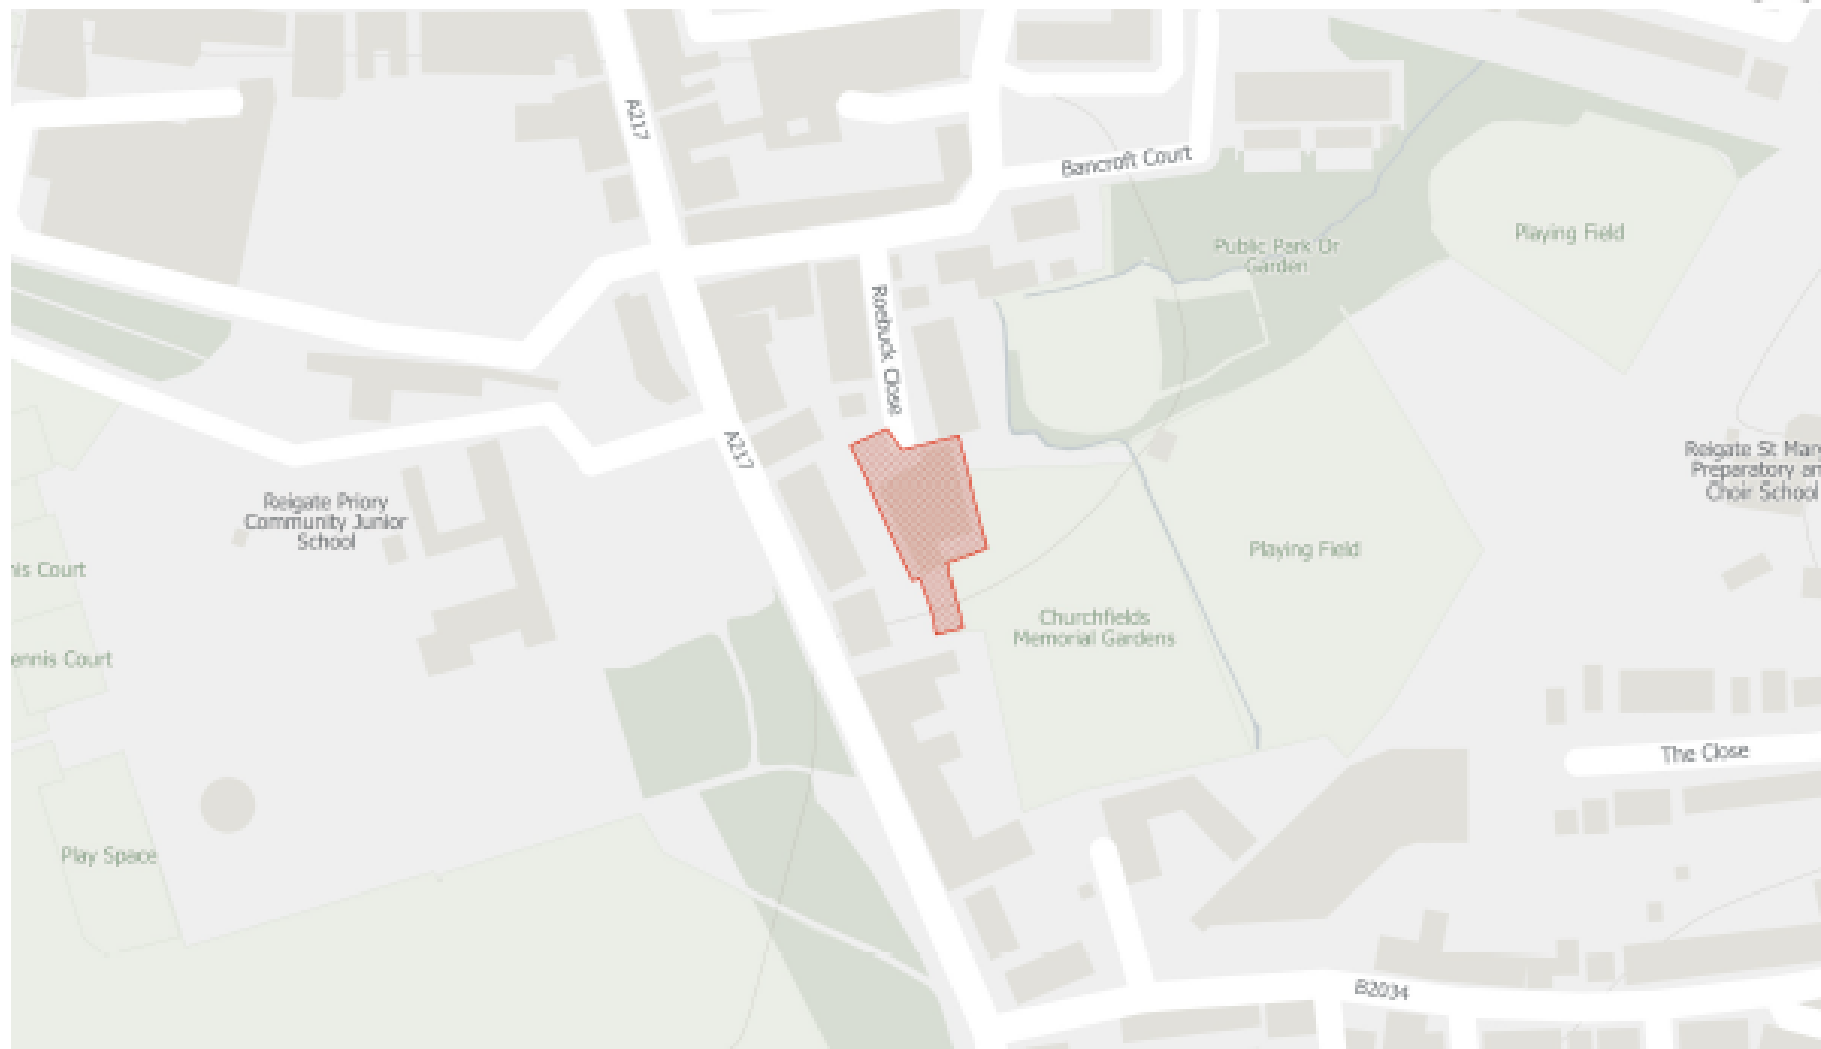 A217
Bancroft Court
Public Park Or
Garden
Playing Field
Roebuck Close
A217
Reigate St Mary
Preparatory an
Choir School
Reigate Priory
Community Junior
School
Playing Field
nis Court
Churchfields
Memorial Gardens
ennis Court
The Close
Play Space
B2034